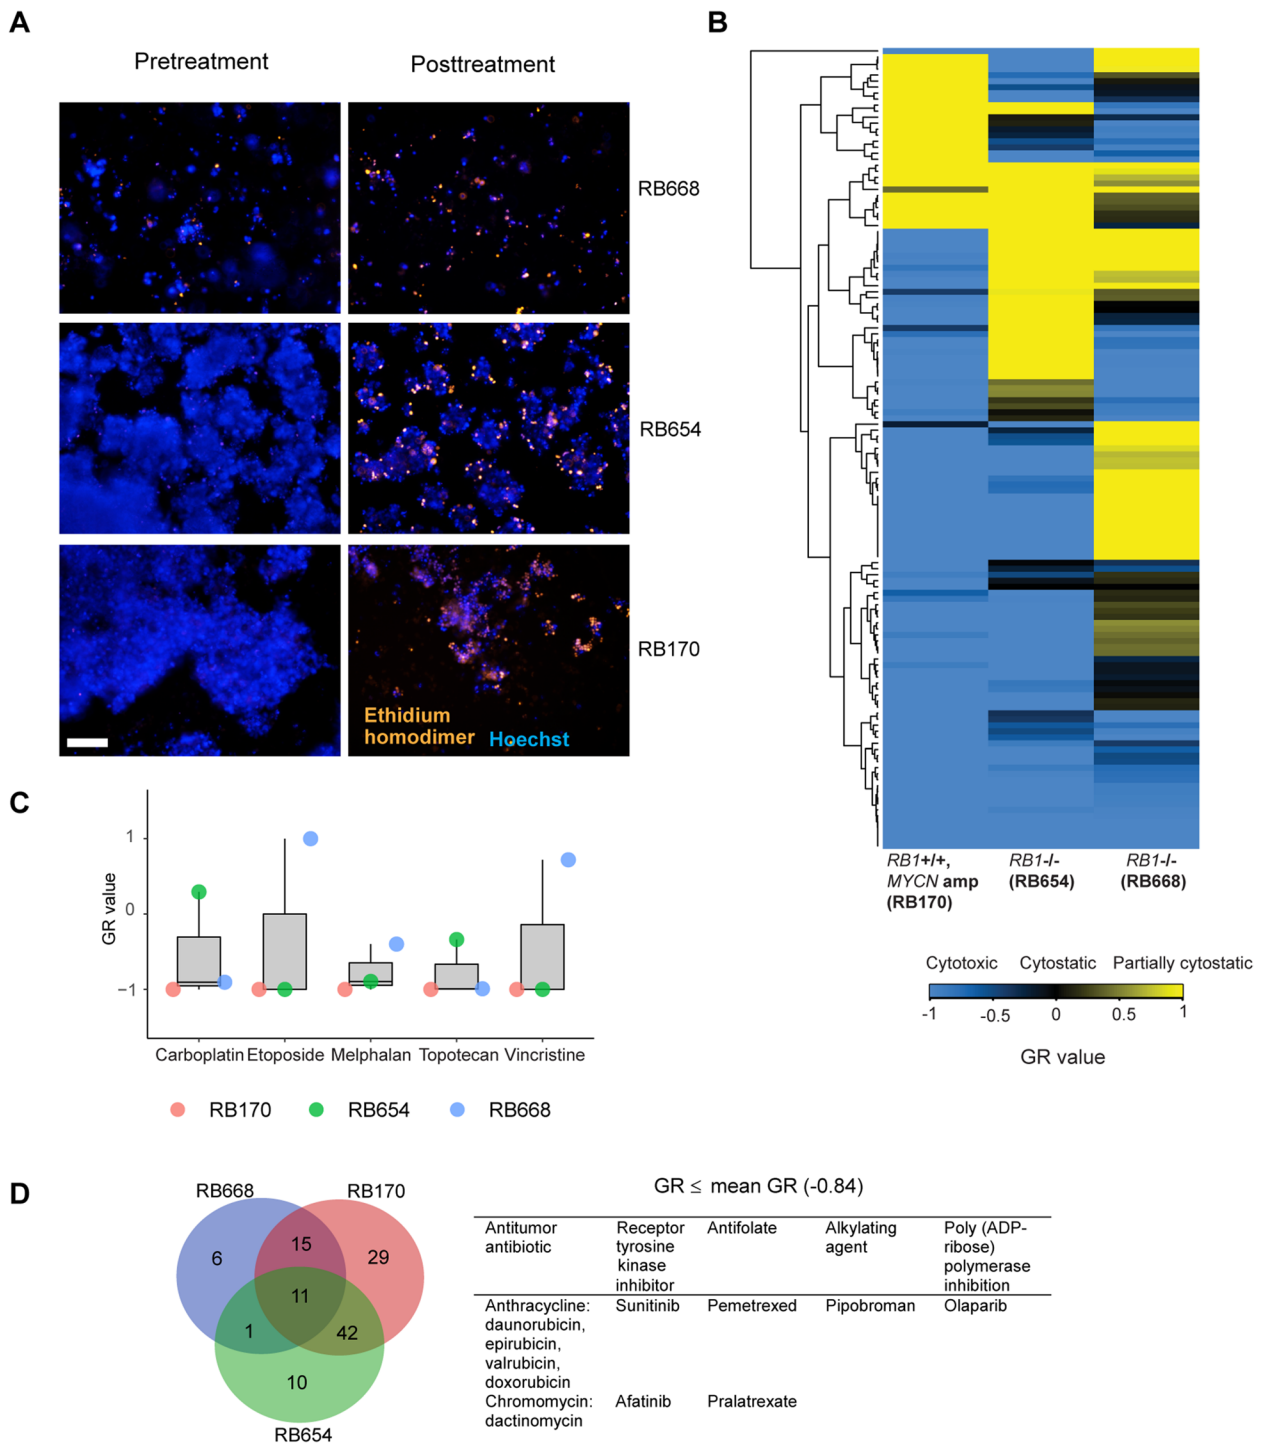 A
Pretreatment
Posttreatment
RB668
RB654
RB170
Ethidium
homodimer
Hoechst
B
RB1+/+,
MYCN amp
(RB170)
RB1-/-
(RB654)
RB1-/-
(RB668)
Cytotoxic Cytostatic Partially cytostatic
-1 -0.5 0 0.5 1
GR value
C
GR value
1
0
−1
Carboplatin Etoposide Melphalan Topotecan Vincristine
RB170 RB654 RB668
D
RB668
RB170
6
15
29
11
1
42
10
RB654
GR ≤ mean GR (-0.84)
Antitumor
antibiotic
Receptor
tyrosine
kinase
inhibitor
Antifolate
Alkylating
agent
Poly (ADP-
ribose)
polymerase
inhibition
Anthracycline:
daunorubicin,
epirubicin,
valrubicin,
doxorubicin
Sunitinib
Pemetrexed
Pipobroman
Olaparib
Chromomycin:
dactinomycin
Afatinib
Pralatrexate